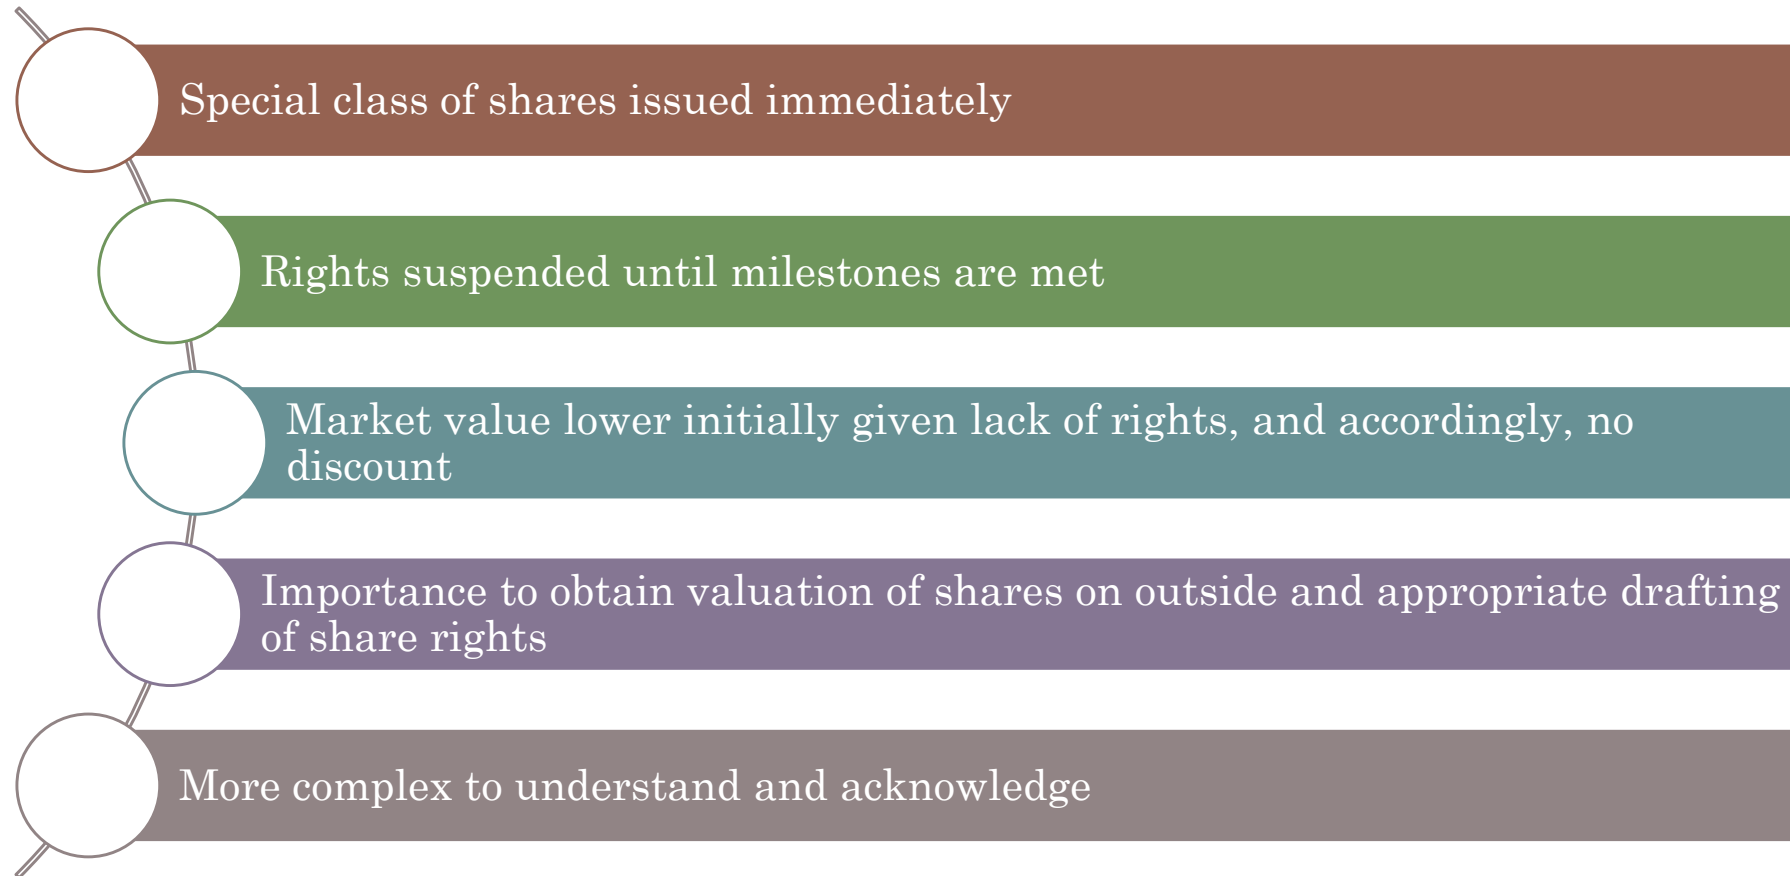 Special class of shares issued immediately
Rights suspended until milestones are met
Market value lower initially given lack of rights, and accordingly, no
discount
Importance to obtain valuation of shares on outside and appropriate drafting
of share rights
More complex to understand and acknowledge